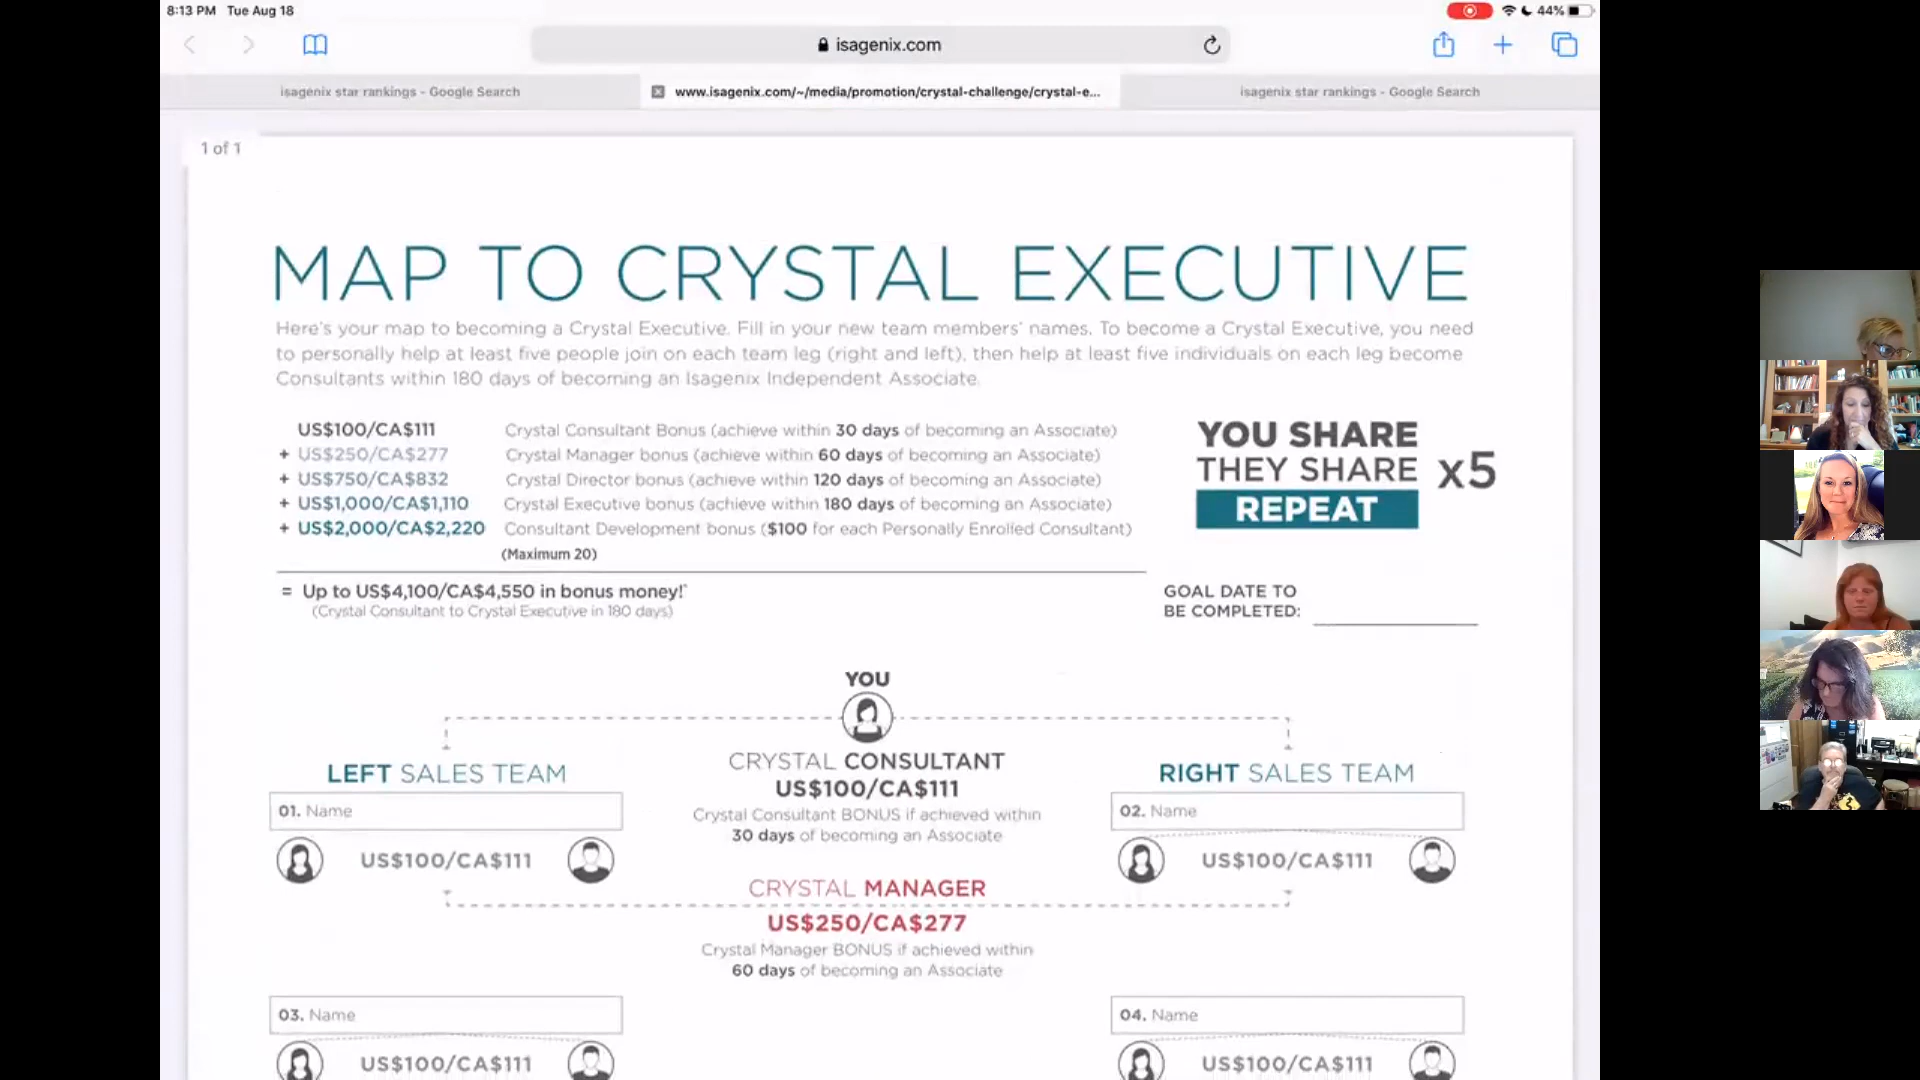 8:13 PM Tue Aug 18
44%
isagenix.com
isagenix star rankings - Google Search
www.isagenix.com/~/media/promotion/crystal-challenge/crystal-e...
isagenix star rankings - Google Search
1 of 1
MAP TO CRYSTAL EXECUTIVE
Here's your map to becoming a Crystal Executive. Fill in your new team members' names. To become a Crystal Executive, you need
to personally help at least five people join on each team leg (right and left), then help at least five individuals on each leg become
Consultants within 180 days of becoming an Isagenix Independent Associate.
US$100/CA$111 Crystal Consultant Bonus (achieve within 30 days of becoming an Associate)
+ US$250/CA$277 Crystal Manager bonus (achieve within 60 days of becoming an Associate)
+ US$750/CA$832 Crystal Director bonus (achieve within 120 days of becoming an Associate)
+ US$1,000/CA$1,110 Crystal Executive bonus (achieve within 180 days of becoming an Associate)
+ US$2,000/CA$2,220 Consultant Development bonus ($100 for each Personally Enrolled Consultant)
(Maximum 20)
= Up to US$4,100/CA$4,550 in bonus money!*
(Crystal Consultant to Crystal Executive in 180 days)
YOU SHARE
THEY SHARE x5
REPEAT
GOAL DATE TO
BE COMPLETED:
YOU
LEFT SALES TEAM
01. Name
US$100/CA$111
CRYSTAL CONSULTANT
US$100/CA$111
Crystal Consultant BONUS if achieved within
30 days of becoming an Associate
RIGHT SALES TEAM
02. Name
US$100/CA$111
CRYSTAL MANAGER
US$250/CA$277
Crystal Manager BONUS if achieved within
60 days of becoming an Associate
03. Name
US$100/CA$111
04. Name
US$100/CA$111